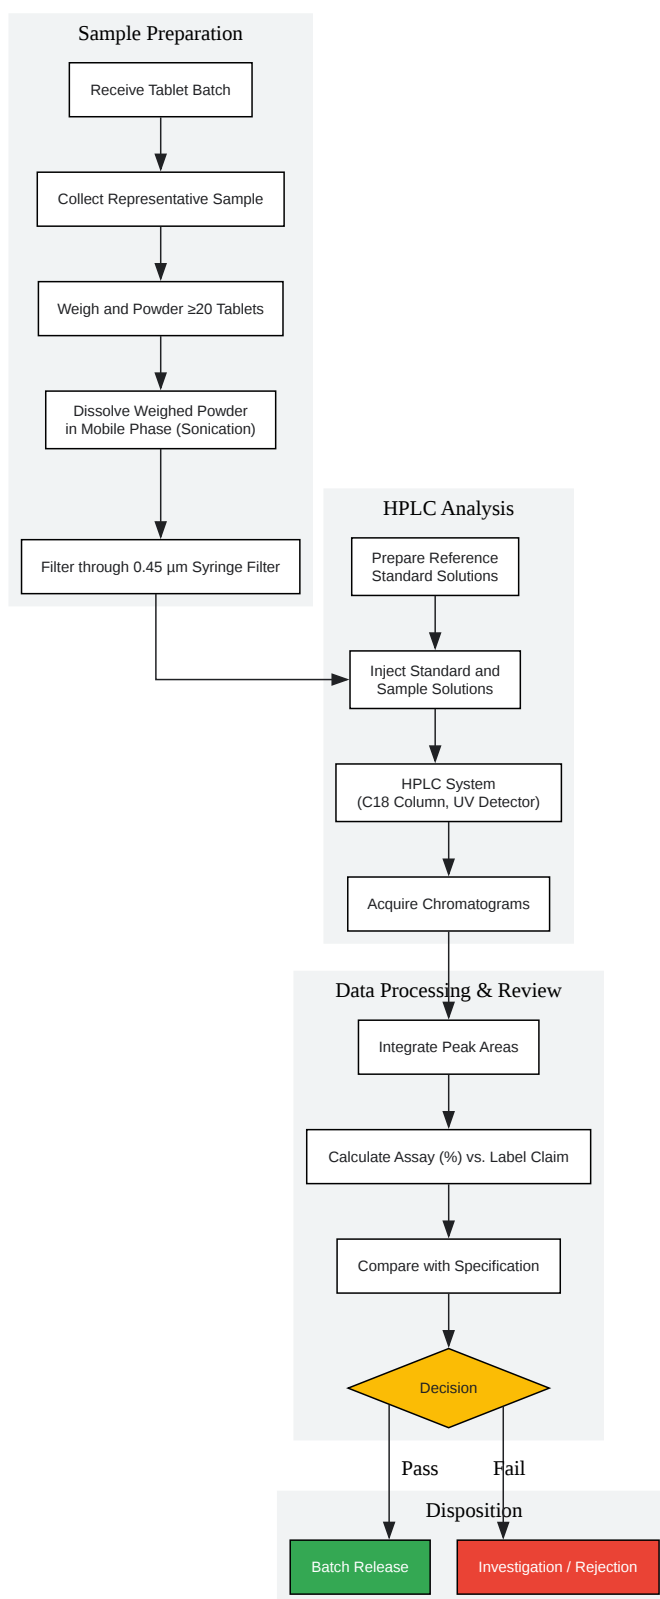 Sample Preparation
Receive Tablet Batch
Collect Representative Sample
Weigh and Powder ≥20 Tablets
Dissolve Weighed Powder
in Mobile Phase (Sonication)
Filter through 0.45 µm Syringe Filter
HPLC Analysis
Prepare Reference
Standard Solutions
Inject Standard and
Sample Solutions
HPLC System
(C18 Column, UV Detector)
Acquire Chromatograms
Data Processing & Review
Integrate Peak Areas
Calculate Assay (%) vs. Label Claim
Compare with Specification
Decision
Pass
Fail
Disposition
Batch Release
Investigation / Rejection